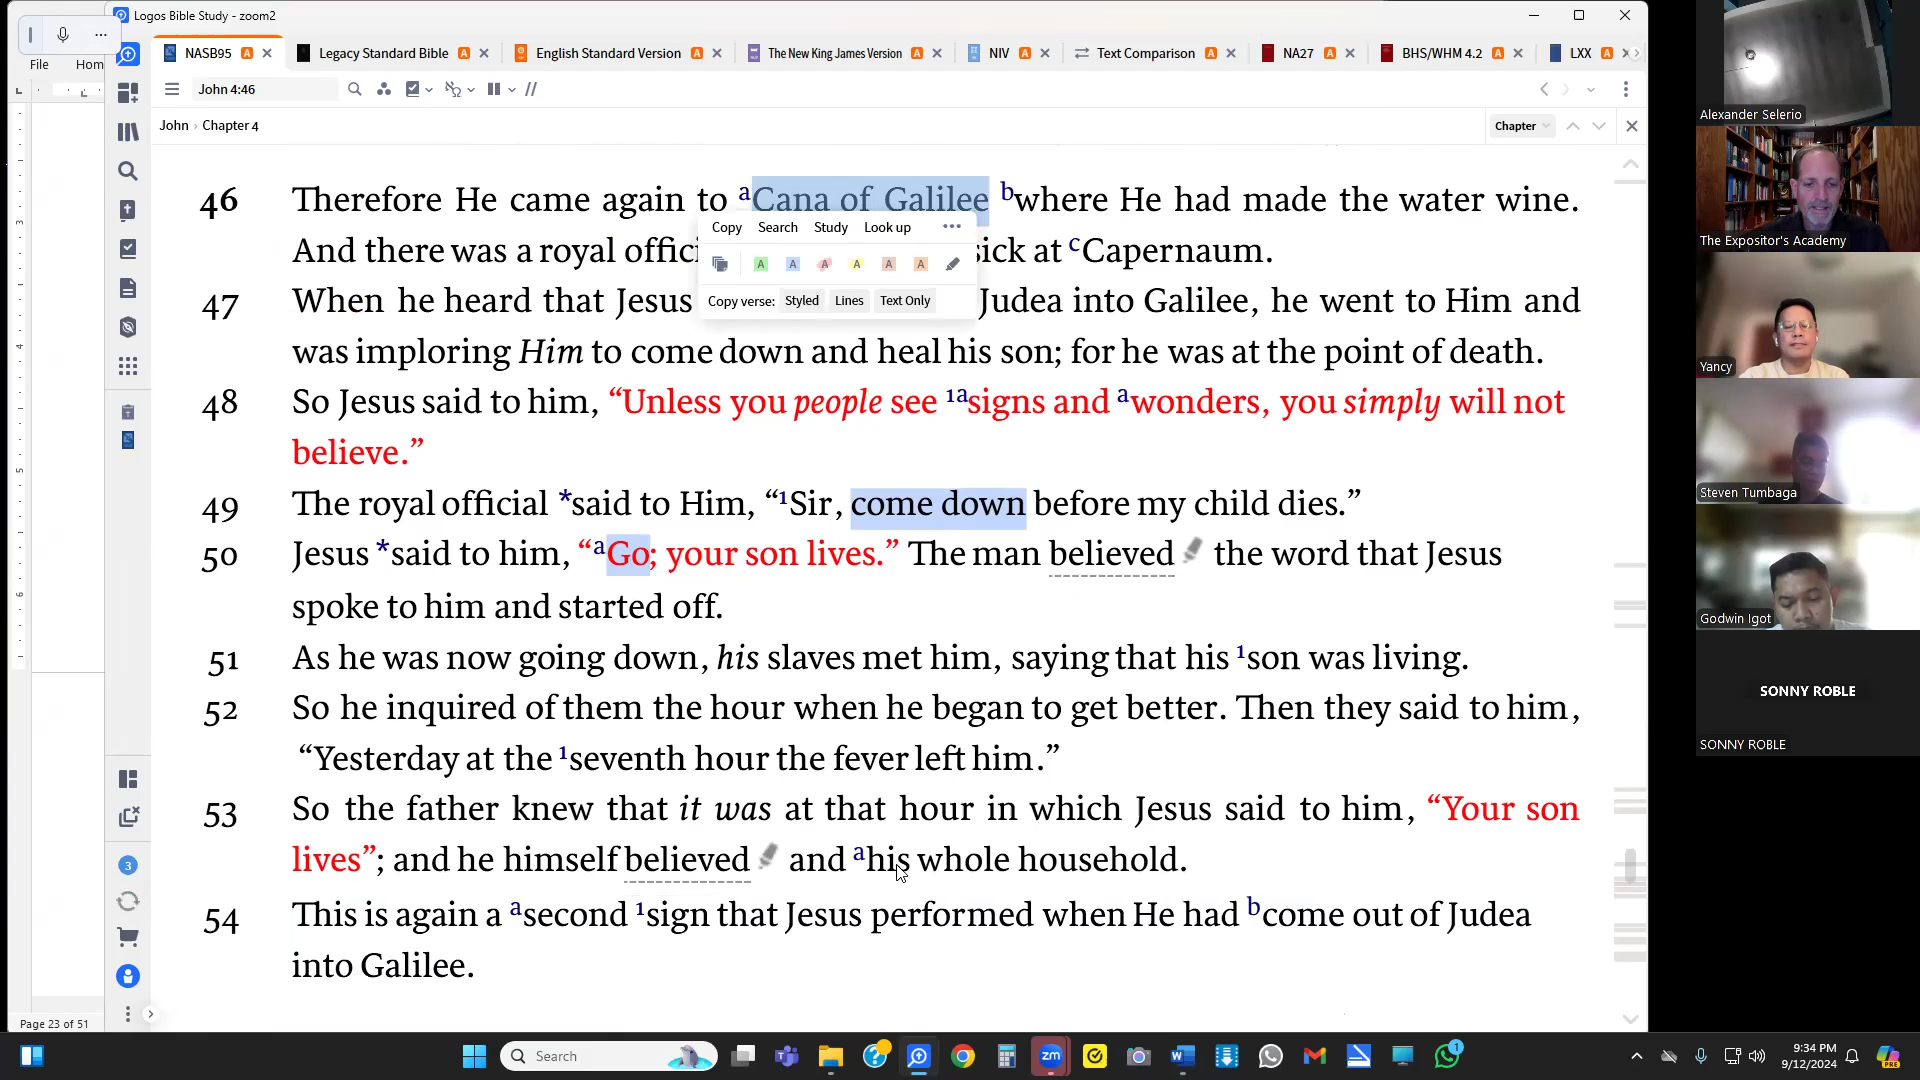 Logos Bible Study - zoom2
File
Hom
NASB95 A
Legacy Standard Bible A
English Standard Version A
The New King James Version A
NIV A
Text Comparison A
NA27 A
BHS/WHM 4.2 A
LXX A
John 4:46
John › Chapter 4
Chapter
46 Therefore He came again to aCana of Galilee bwhere He had made the water wine.
And there was a royal offici
sick at cCapernaum.
Copy Search Study Look up •••
A A A A A A
Copy verse: Styled Lines Text Only
47 When he heard that Jesus
Judea into Galilee, he went to Him and
was imploring Him to come down and heal his son; for he was at the point of death.
48 So Jesus said to him, “Unless you people see 1asigns and awonders, you simply will not
believe.”
49 The royal official *said to Him, “1Sir, come down before my child dies.”
50 Jesus *said to him, “aGo; your son lives.” The man believed the word that Jesus
spoke to him and started off.
51 As he was now going down, his slaves met him, saying that his 1son was living.
52 So he inquired of them the hour when he began to get better. Then they said to him,
“Yesterday at the 1seventh hour the fever left him.”
53 So the father knew that it was at that hour in which Jesus said to him, “Your son
lives”; and he himself believed and ahis whole household.
54 This is again a asecond 1sign that Jesus performed when He had bcome out of Judea
into Galilee.
3
Page 23 of 51
Alexander Selerio
The Expositor's Academy
Yancy
Steven Tumbaga
Godwin Igot
SONNY ROBLE
SONNY ROBLE
Search
zm
1
9:34 PM
9/12/2024
PRE